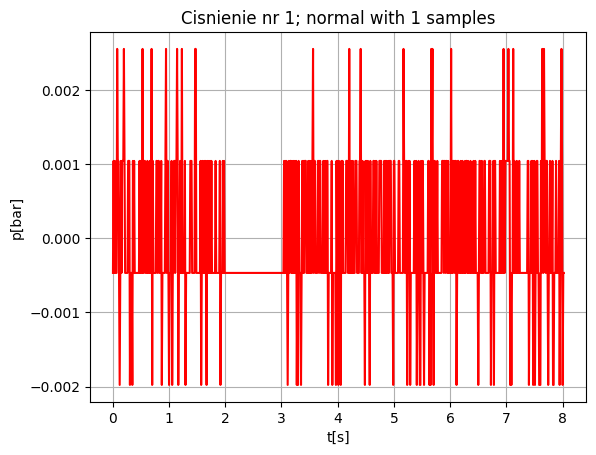 Cisnienie nr 1; normal with 1 samples
p[bar]
0.002
0.001
0.000
−0.001
−0.002
0 1 2 3 4 5 6 7 8
t[s]